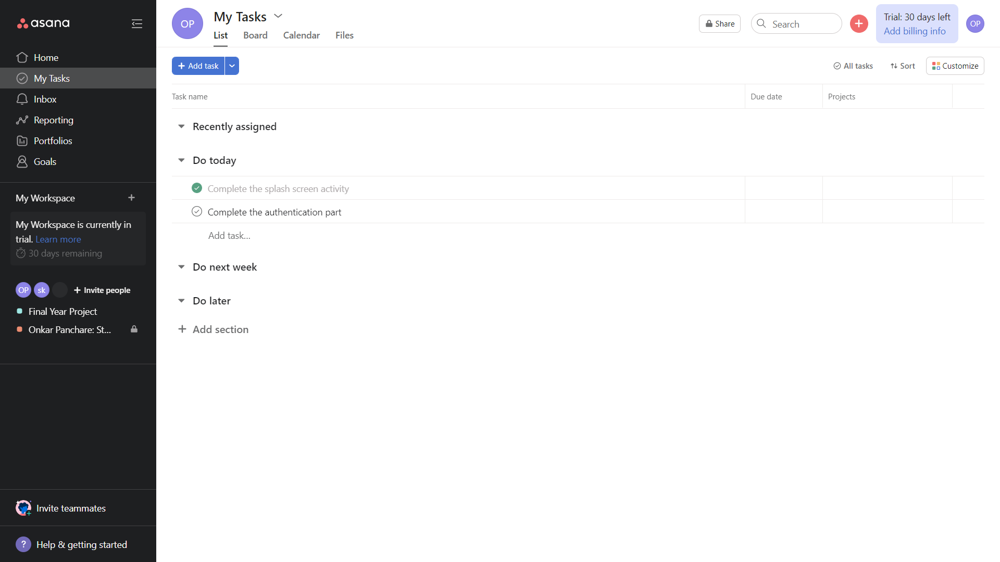 asana
Home
My Tasks
Inbox
Reporting
Portfolios
Goals
My Workspace
My Workspace is currently in
trial. Learn more
30 days remaining
OP sk Invite people
Final Year Project
Onkar Panchare: St...
Invite teammates
? Help & getting started
OP
My Tasks
List Board Calendar Files
Share
Search
Trial: 30 days left
Add billing info
OP
+ Add task
All tasks
Sort
Customize
Task name Due date Projects
Recently assigned
Do today
Complete the splash screen activity
Complete the authentication part
Add task...
Do next week
Do later
+ Add section